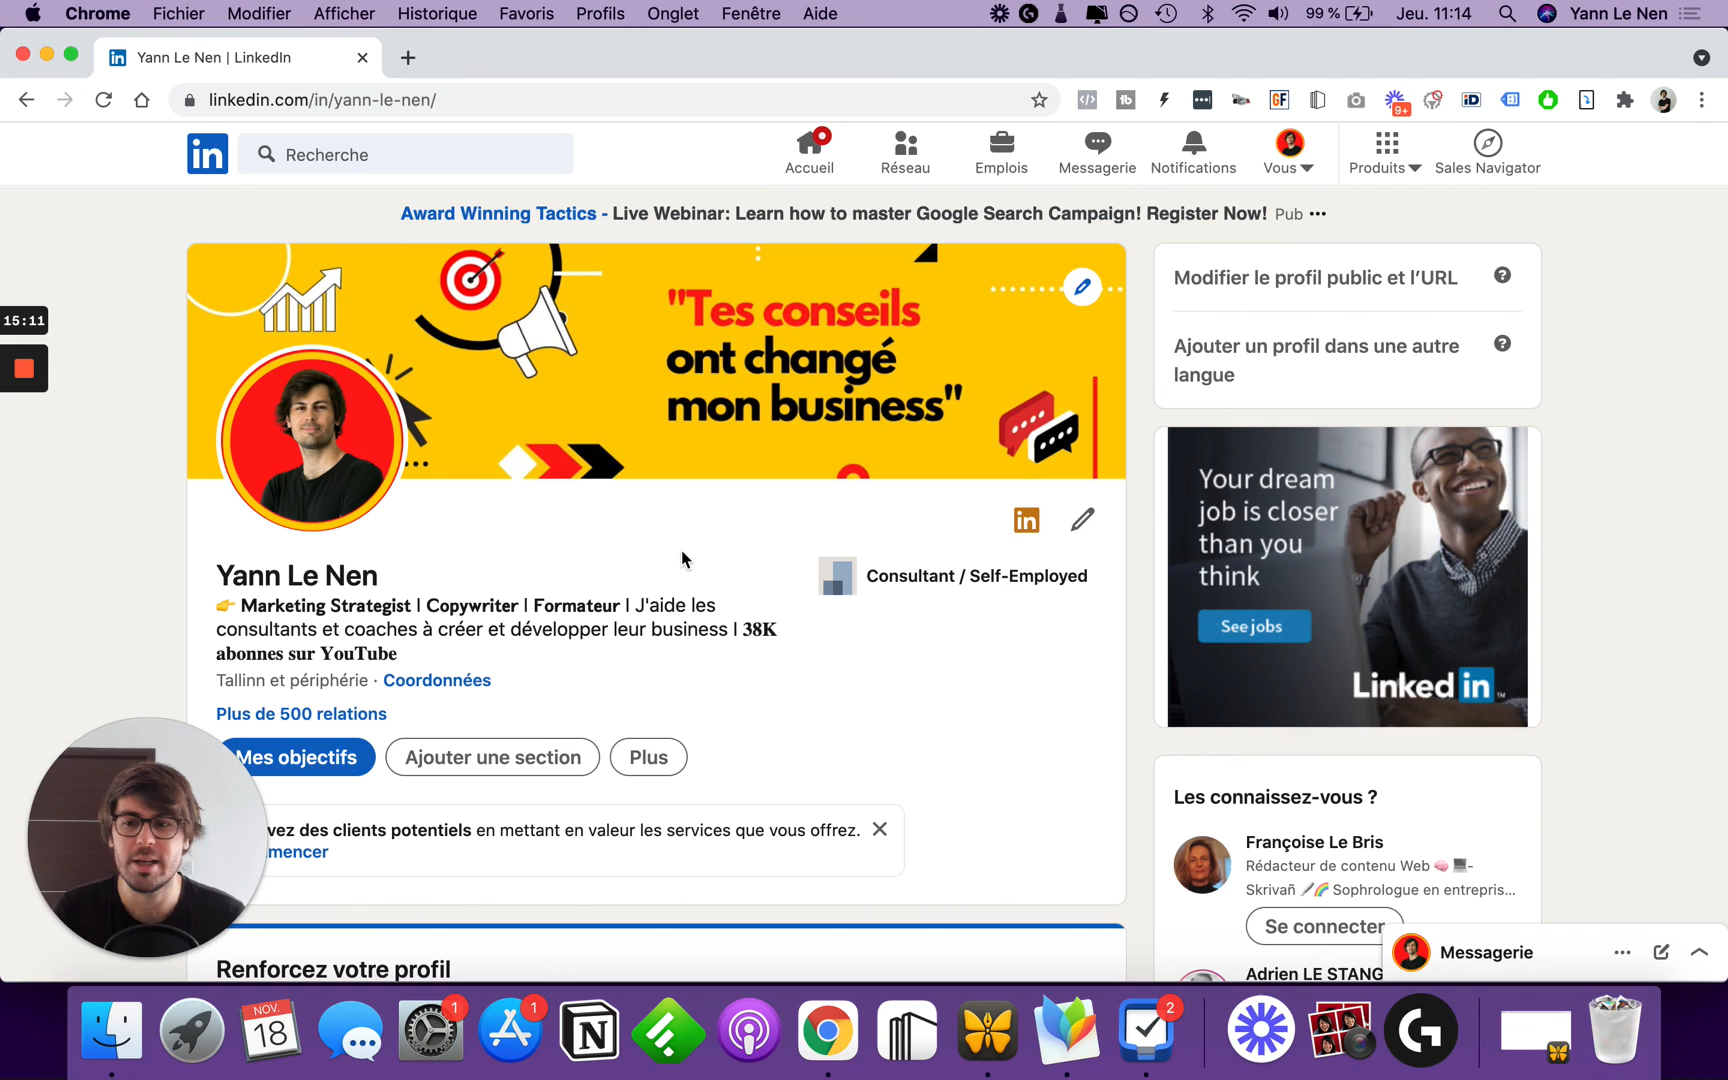 Chrome Fichier Modifier Afficher Historique Favoris Profils Onglet Fenêtre Aide
99 % Jeu. 11:14 Yann Le Nen
Yann Le Nen | LinkedIn
linkedin.com/in/yann-le-nen/
9+
in Recherche
Accueil Réseau Emplois Messagerie Notifications Vous Produits Sales Navigator
Award Winning Tactics - Live Webinar: Learn how to master Google Search Campaign! Register Now! Pub
"Tes conseils
ont changé
mon business"
Modifier le profil public et l'URL
Ajouter un profil dans une autre
langue
15:11
Your dream
job is closer
than you
think
See jobs
Linked in
in
Yann Le Nen
Consultant / Self-Employed
👉 Marketing Strategist | Copywriter | Formateur | J'aide les
consultants et coaches à créer et développer leur business | 38K
abonnes sur YouTube
Tallinn et périphérie · Coordonnées
Plus de 500 relations
Mes objectifs Ajouter une section Plus
vez des clients potentiels en mettant en valeur les services que vous offrez.
mencer
Renforcez votre profil
Les connaissez-vous ?
Françoise Le Bris
Rédacteur de contenu Web 🧠 💻-
Skrivañ 🖊️🌈 Sophrologue en entrepris...
Se connecter
Adrien LE STANG
Messagerie
NOV.
18
1
1
2